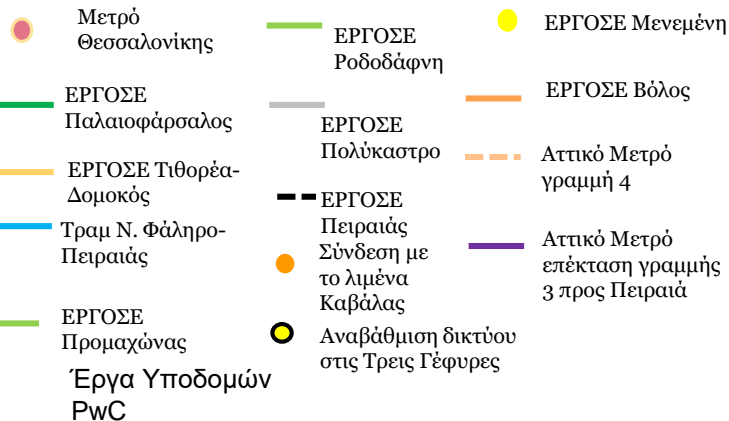 Μετρό
Θεσσαλονίκης
ΕΡΓΟΣΕ
Παλαιοφάρσαλος
ΕΡΓΟΣΕ Τιθορέα-
Δομοκός
Τραμ Ν. Φάληρο-
Πειραιάς
ΕΡΓΟΣΕ
Προμαχώνας
ΕΡΓΟΣΕ
Ροδοδάφνη
ΕΡΓΟΣΕ
Πολύκαστρο
ΕΡΓΟΣΕ
Πειραιάς
Σύνδεση με
το λιμένα
Καβάλας
Αναβάθμιση δικτύου
στις Τρεις Γέφυρες
ΕΡΓΟΣΕ Μενεμένη
ΕΡΓΟΣΕ Βόλος
Αττικό Μετρό
γραμμή 4
Αττικό Μετρό
επέκταση γραμμής
3 προς Πειραιά
Έργα Υποδομών
PwC